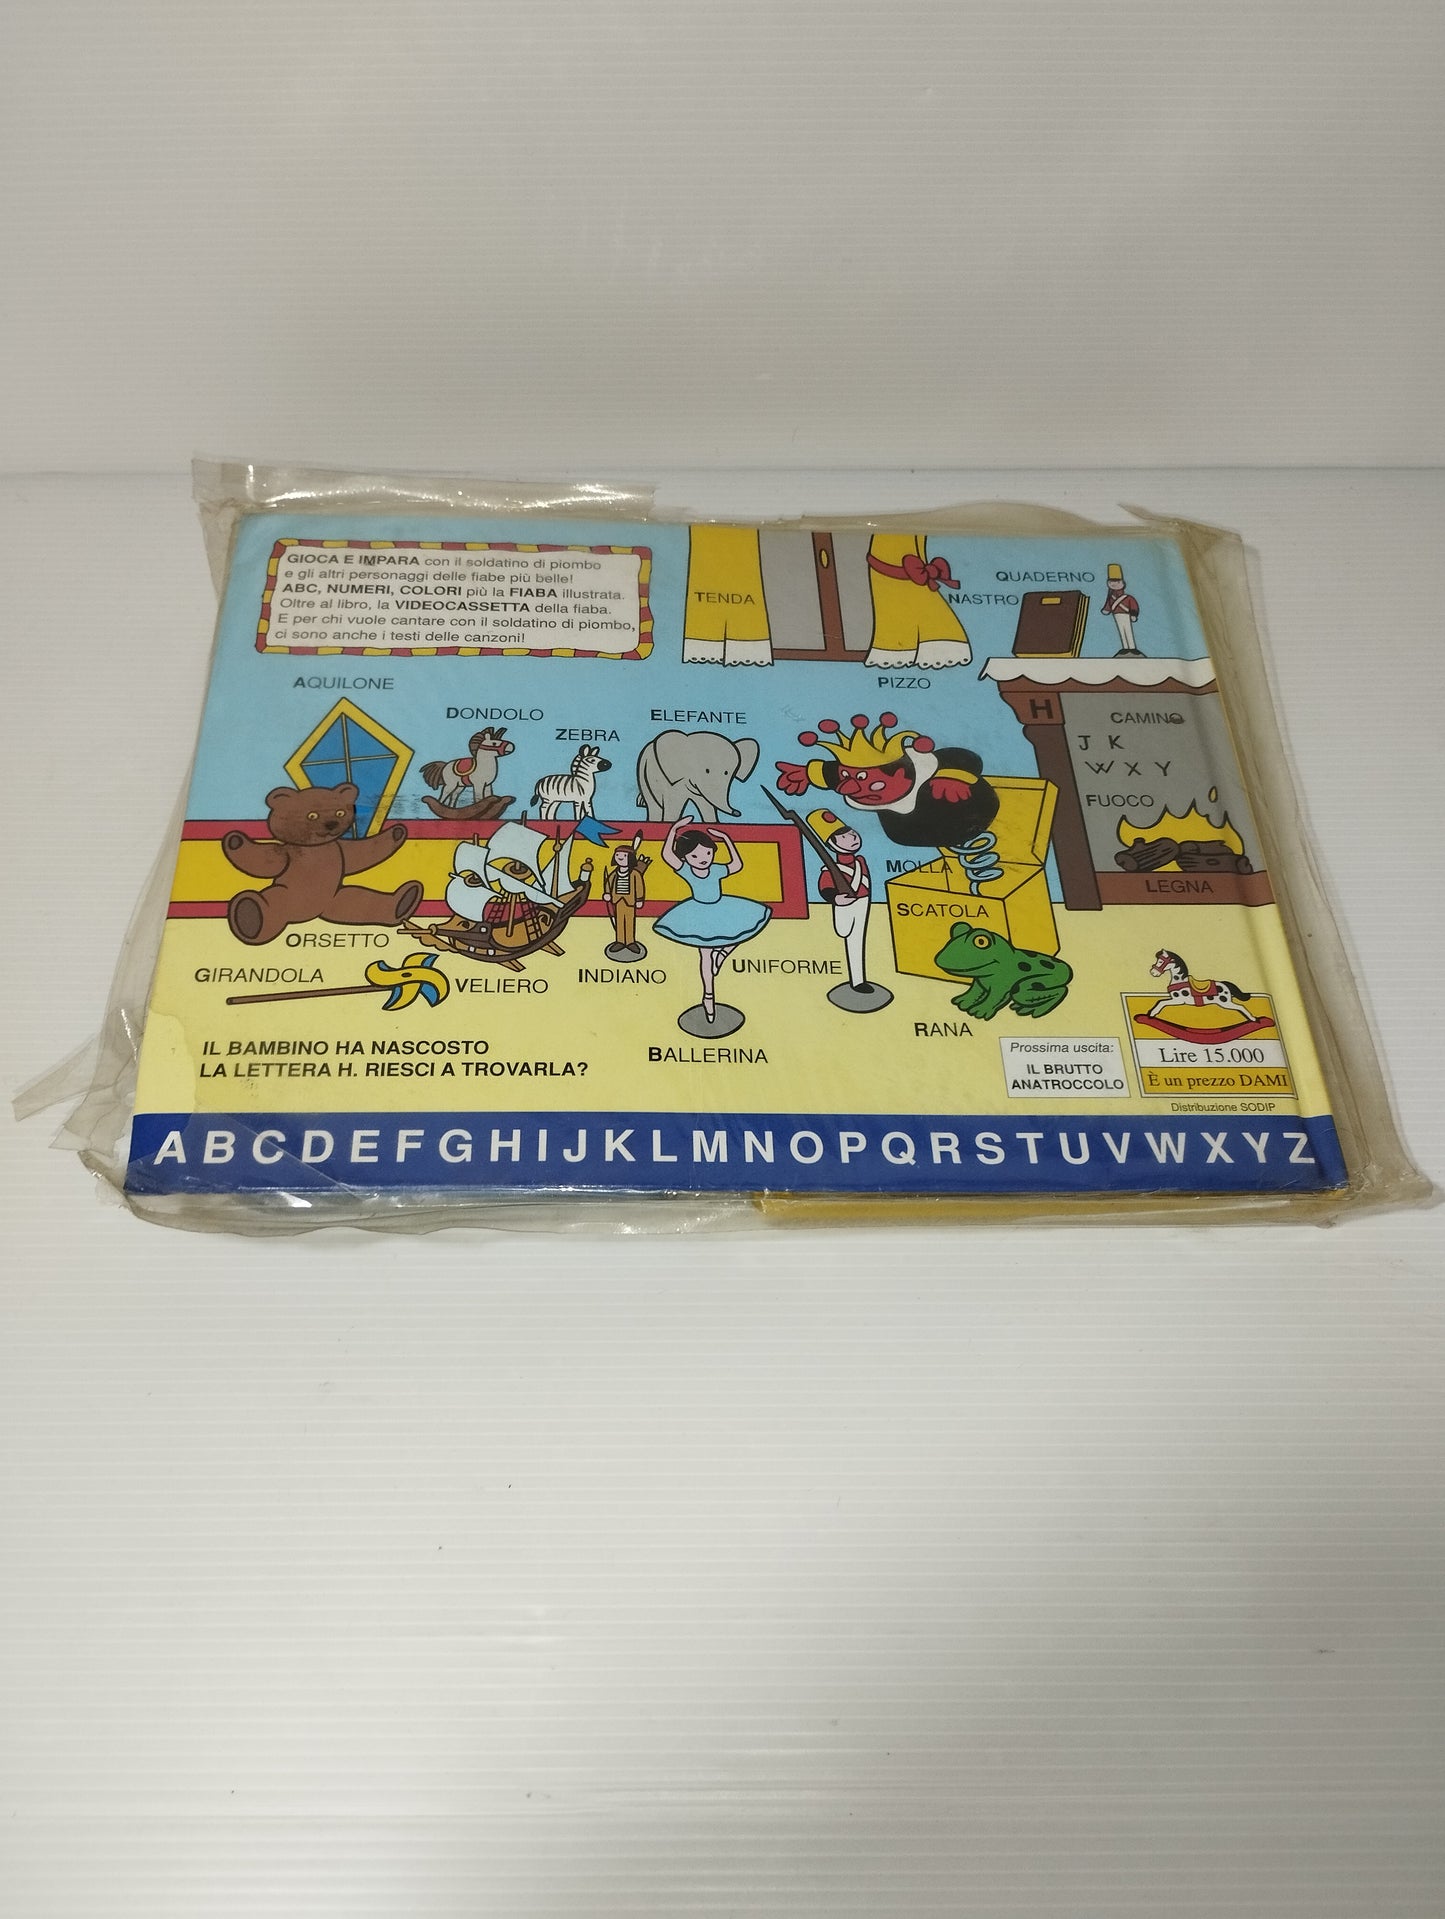 GIOCA E IMPARA con il soldatino di piombo
e gli altri personaggi delle fiabe più belle!
ABC, NUMERI, COLORI più la FIABA illustrata.
Oltre al libro, la VIDEOCASSETTA della fiaba.
E per chi vuole cantare con il soldatino di piombo,
ci sono anche i testi delle canzoni!
TENDA
QUADERNO
NASTRO
AQUILONE
PIZZO
DONDOLO
ZEBRA
ELEFANTE
H
CAMINO
J K
W X Y
FUOCO
MOLLA
LEGNA
SCATOLA
ORSETTO
GIRANDOLA
VELIERO
INDIANO
UNIFORME
RANA
BALLERINA
IL BAMBINO HA NASCOSTO
LA LETTERA H. RIESCI A TROVARLA?
Prossima uscita:
IL BRUTTO
ANATROCCOLO
Lire 15.000
È un prezzo DAMI
Distribuzione SODIP
A B C D E F G H I J K L M N O P Q R S T U V W X Y Z